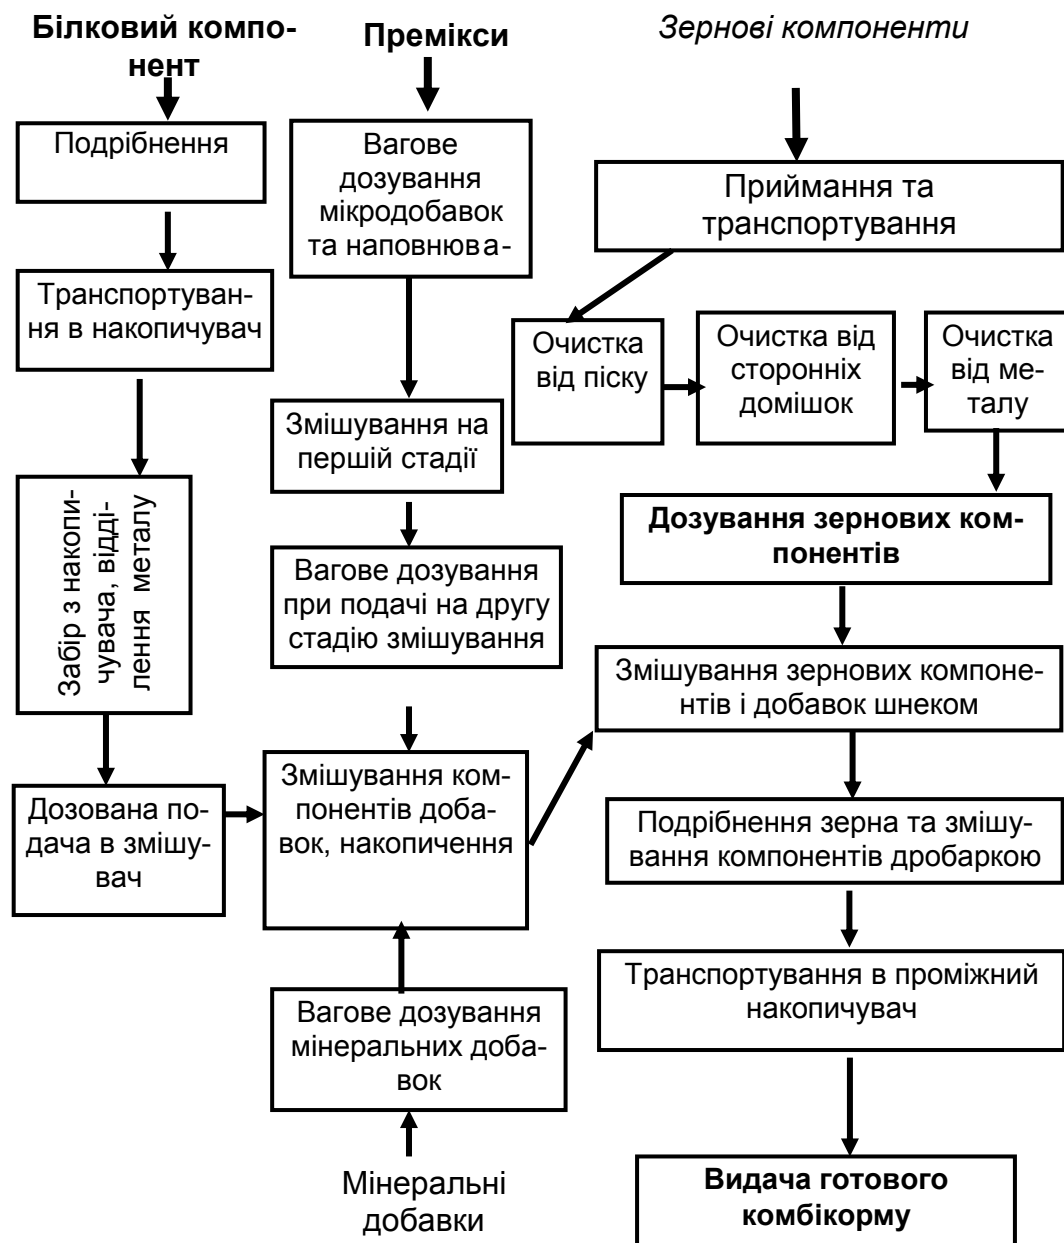 Білковий компо-
нент
Подрібнення
Транспортуван-
ня в накопичувач
Забір з накопи-
чувача, відді-
лення металу
Дозована по-
дача в змішу-
вач
Премікси
Вагове
дозування
мікродобавок
та наповнюва-
Змішування на
першій стадії
Вагове дозування
при подачі на другу
стадію змішування
Змішування ком-
понентів доба-
вок, накопичення
Вагове дозування
мінеральних доба-
вок
Мінеральні
добавки
Зернові компоненти
Приймання та
транспортування
Очистка
від піску
Очистка від
сторонніх
домішок
Очистка
від ме-
талу
Дозування зернових ком-
понентів
Змішування зернових компоне-
нтів і добавок шнеком
Подрібнення зерна та змішу-
вання компонентів дробаркою
Транспортування в проміжний
накопичувач
Видача готового
комбікорму